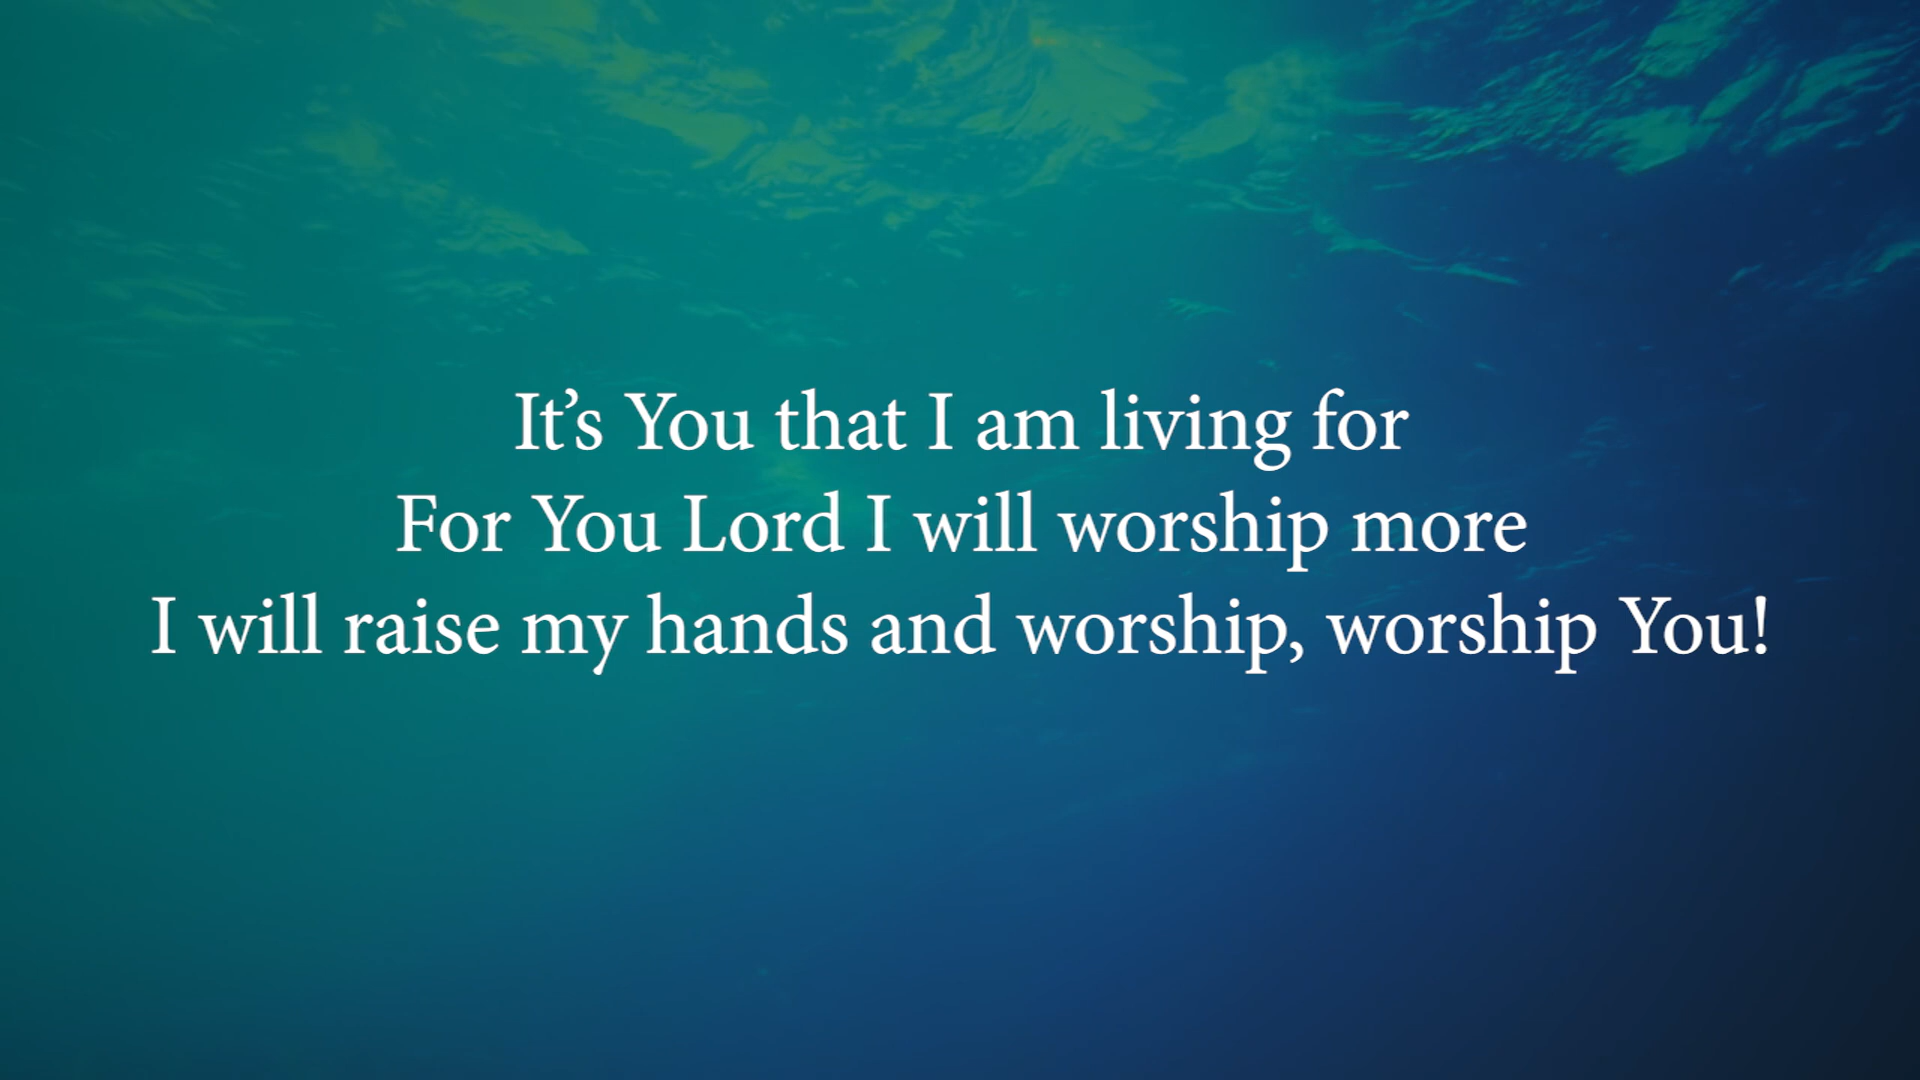 It’s You that I am living for
For You Lord I will worship more
I will raise my hands and worship, worship You!